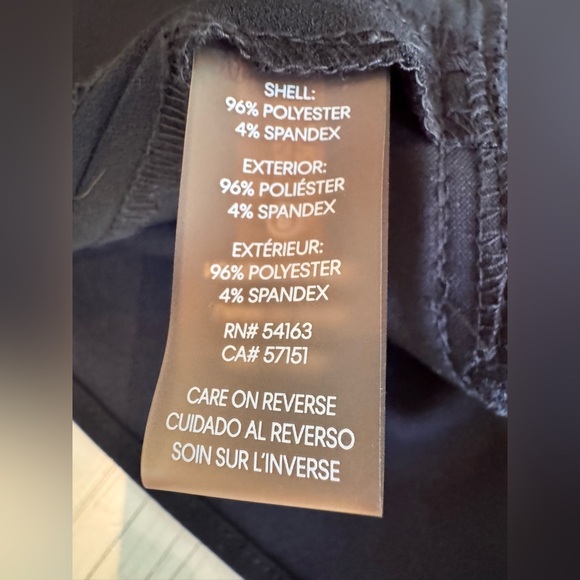 SHELL:
96% POLYESTER
4% SPANDEX
EXTERIOR:
96% POLIÉSTER
4% SPANDEX
EXTÉRIEUR:
96% POLYESTER
4% SPANDEX
RN# 54163
CA# 57151
CARE ON REVERSE
CUIDADO AL REVERSO
SOIN SUR L'INVERSE